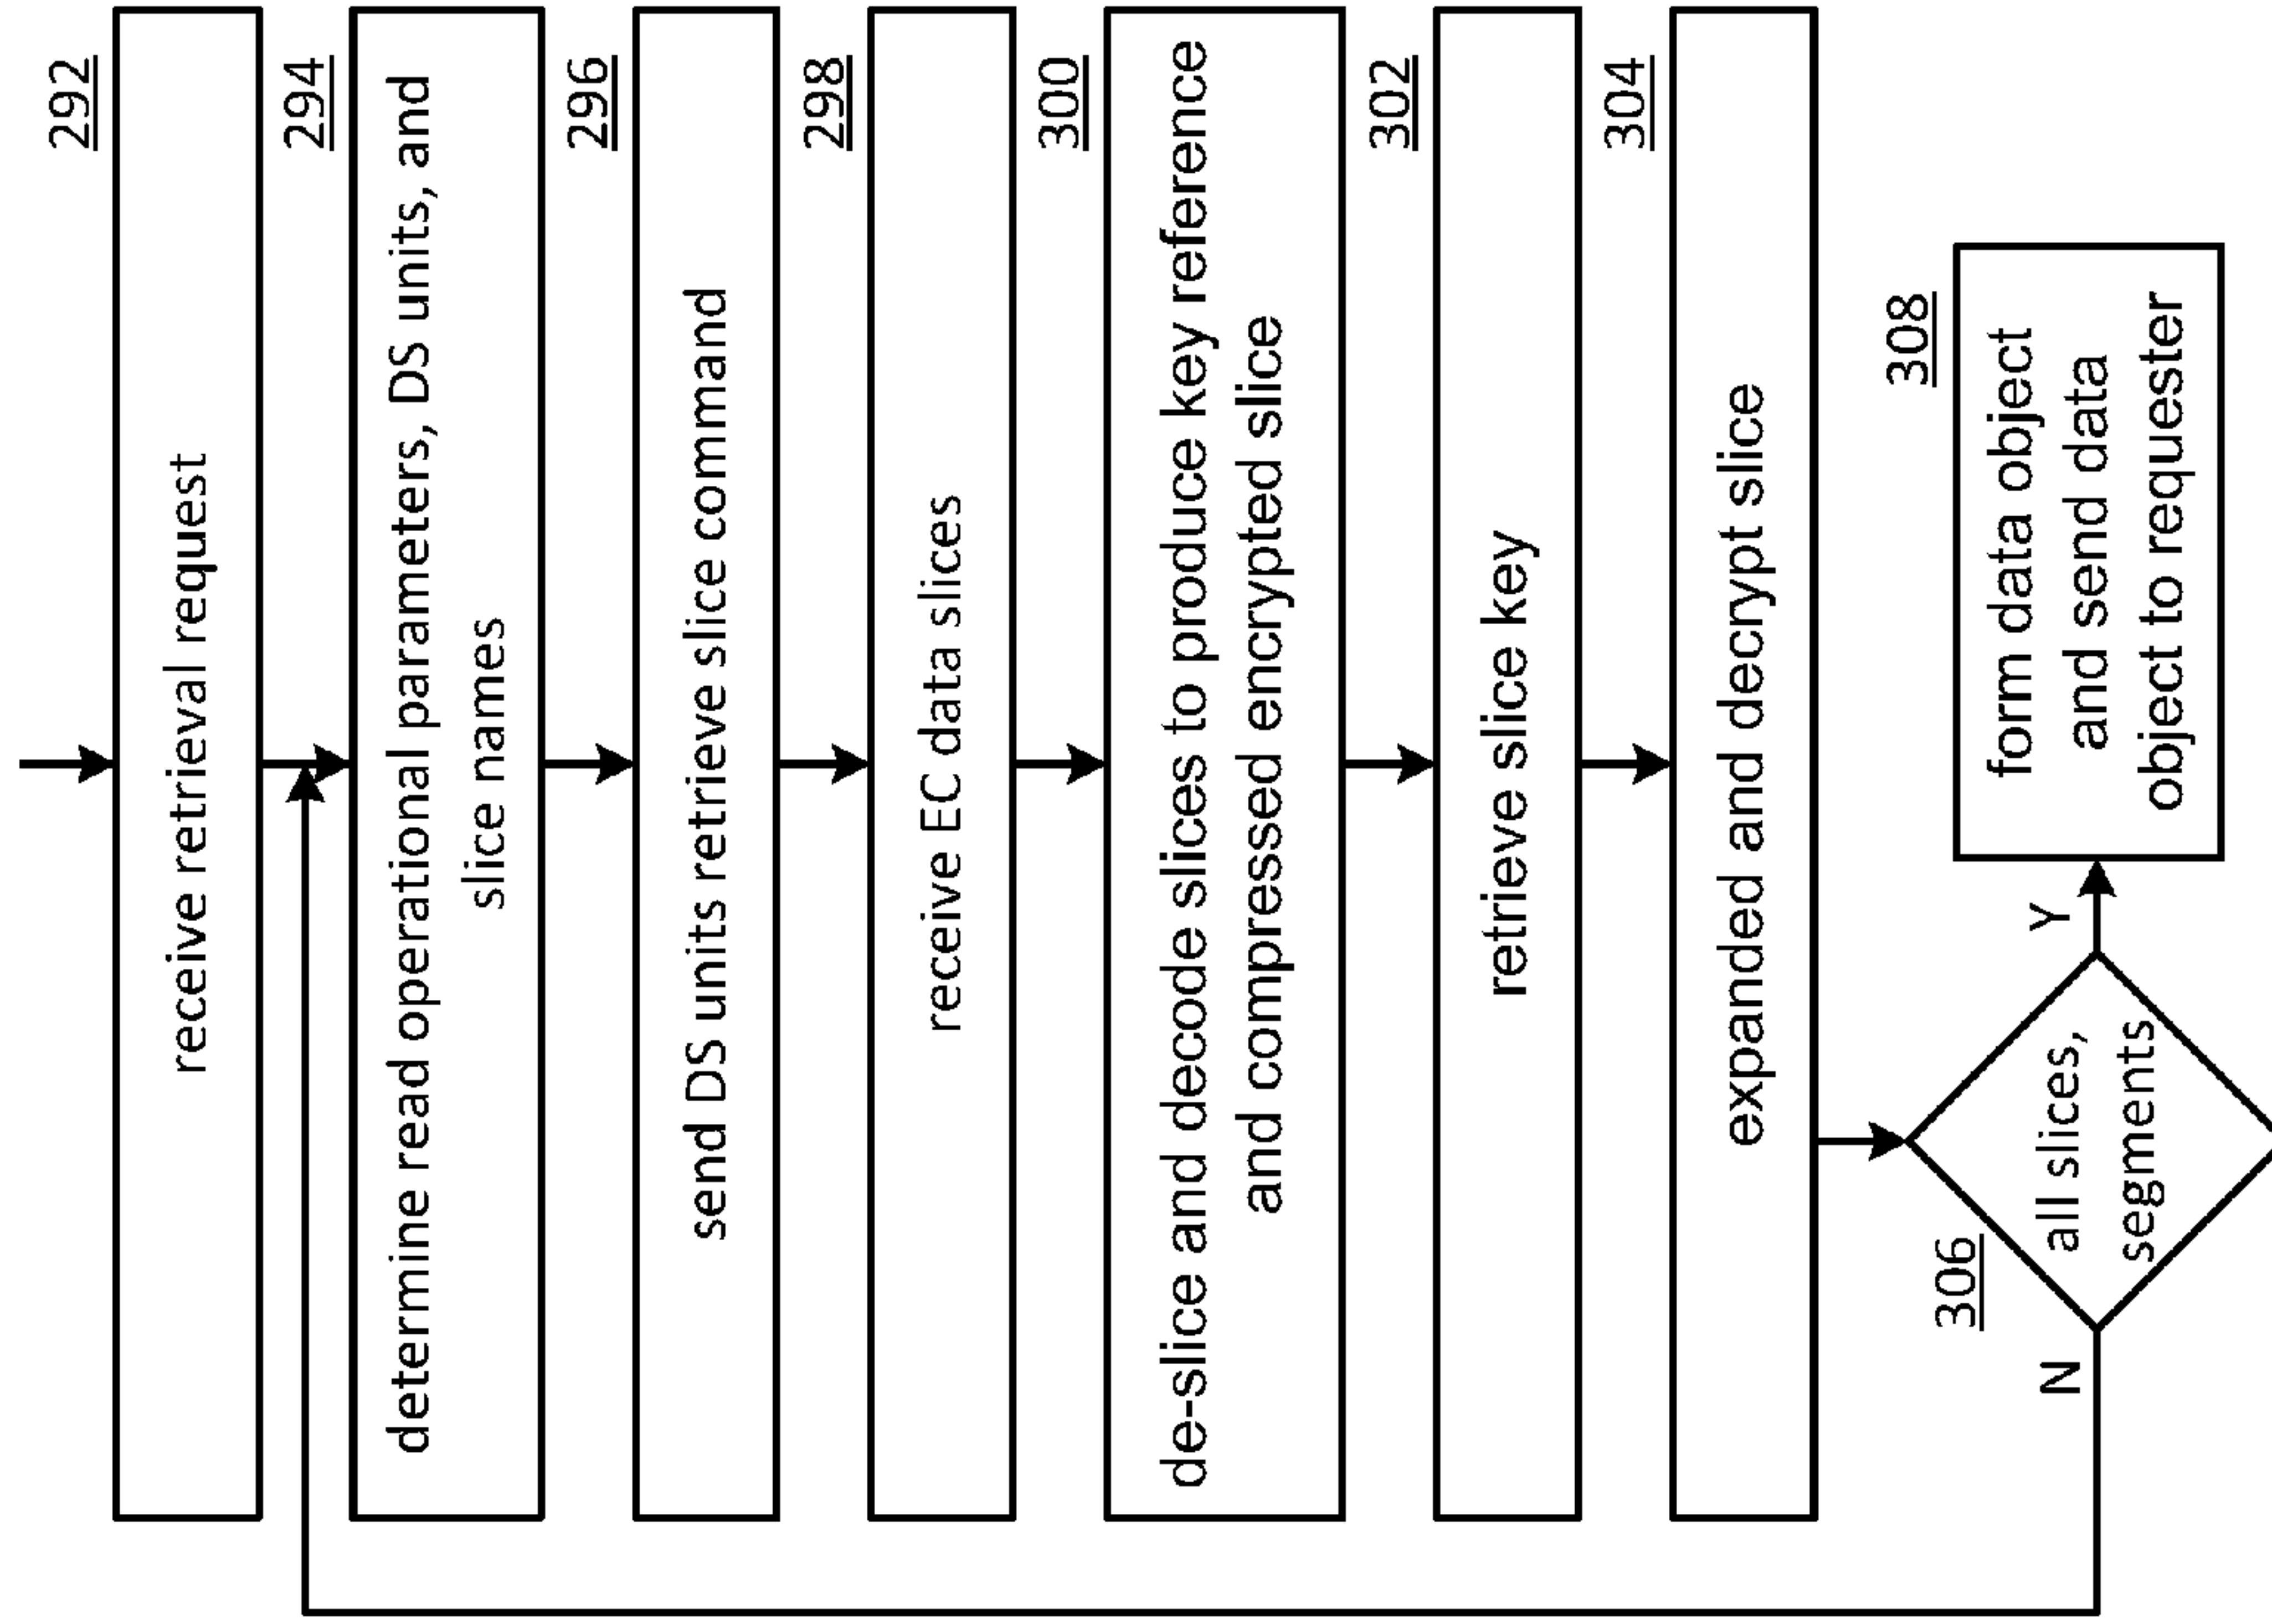 292
receive retrieval request
294
determine read operational parameters, DS units, and
slice names
296
send DS units retrieve slice command
298
receive EC data slices
300
de-slice and decode slices to produce key reference
and compressed encrypted slice
302
retrieve slice key
304
expanded and decrypt slice
306
all slices,
segments
N
Y
308
form data object
and send data
object to requester